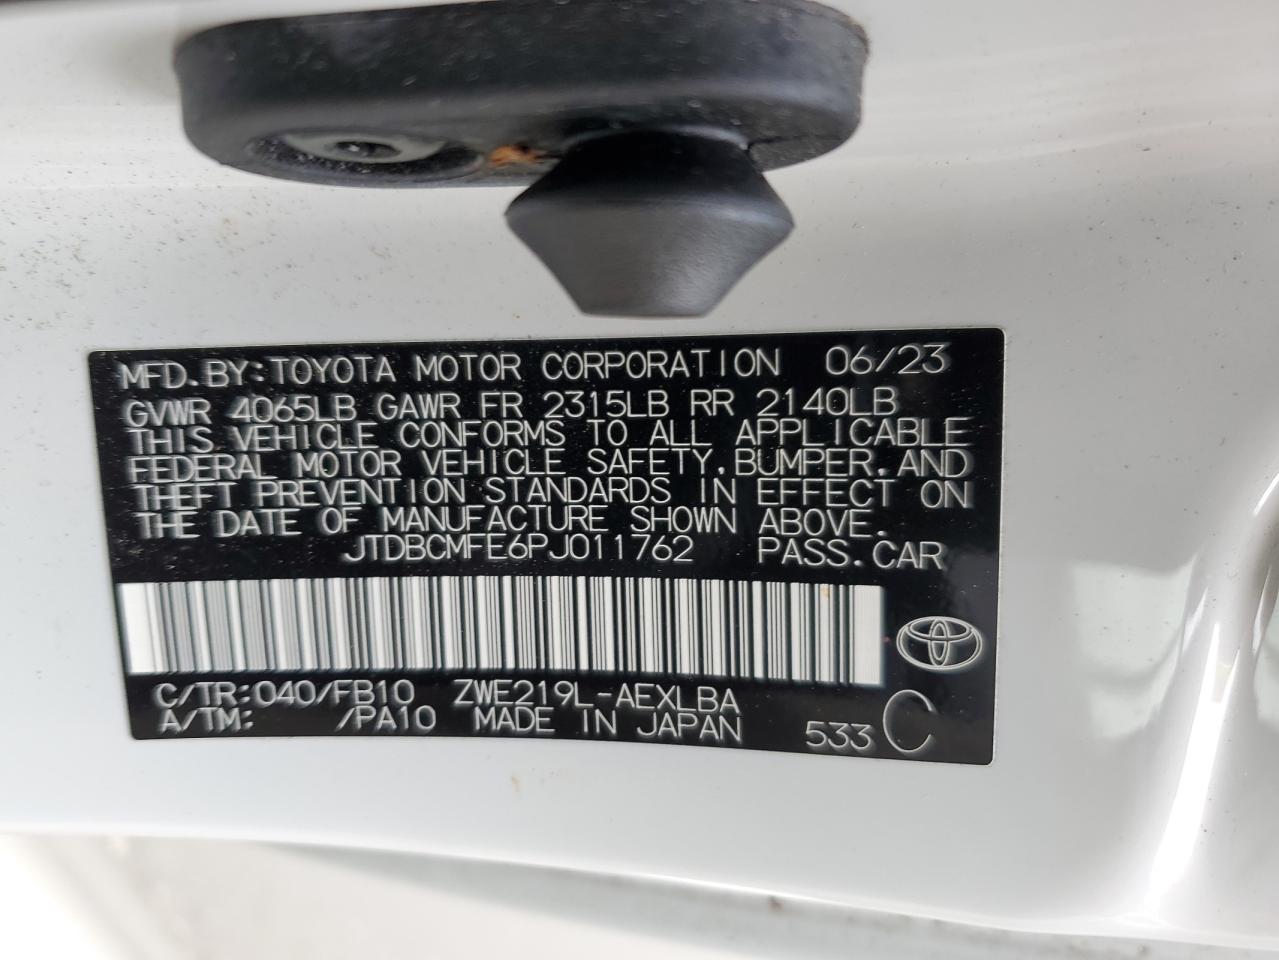 MFD.BY:TOYOTA MOTOR CORPORATION 06/23
GVWR 4065LB GAWR FR 2315LB RR 2140LB
THIS VEHICLE CONFORMS TO ALL APPLICABLE
FEDERAL MOTOR VEHICLE SAFETY,BUMPER,AND
THEFT PREVENTION STANDARDS IN EFFECT ON
THE DATE OF MANUFACTURE SHOWN ABOVE.
JTDBCMFE6PJ011762 PASS.CAR
C/TR:040/FB10 ZWE219L-AEXLBA
A/TM: /PA10 MADE IN JAPAN 533 C